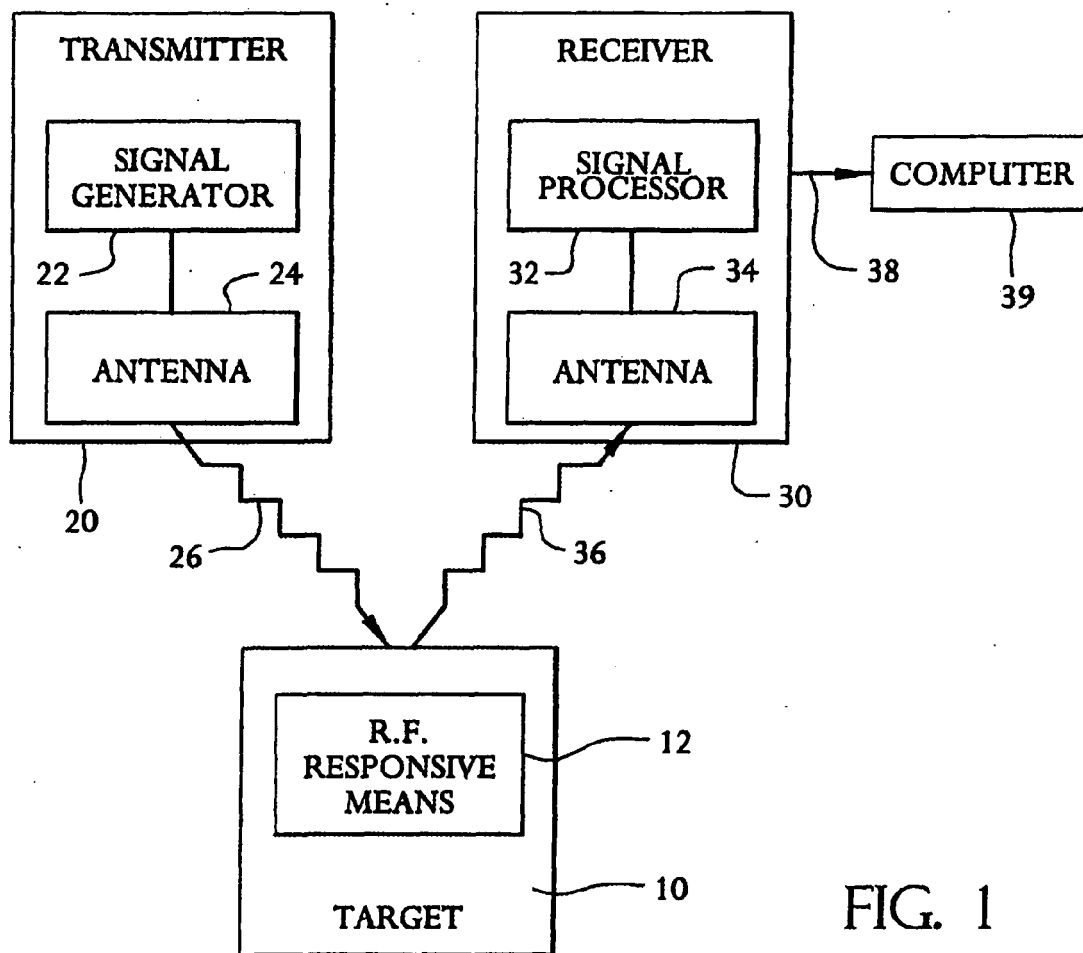 TRANSMITTER
SIGNAL
GENERATOR
22
24
ANTENNA
20
26
RECEIVER
SIGNAL
PROCESSOR
32
34
ANTENNA
30
36
38
COMPUTER
39
R.F.
RESPONSIVE
MEANS
12
10
TARGET
FIG. 1